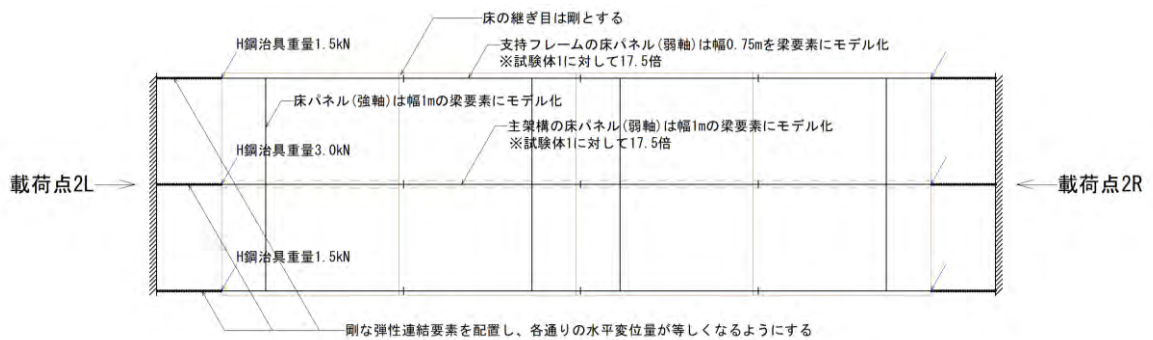 床の継ぎ目は剛とする
H鋼治具重量1.5kN
支持フレームの床パネル(弱軸)は幅0.75mを梁要素にモデル化
※試験体1に対して17.5倍
床パネル(強軸)は幅1mの梁要素にモデル化
主架構の床パネル(弱軸)は幅1mの梁要素にモデル化
※試験体1に対して17.5倍
H鋼治具重量3.0kN
載荷点2L
載荷点2R
H鋼治具重量1.5kN
剛な弾性連結要素を配置し、各通りの水平変位量が等しくなるようにする